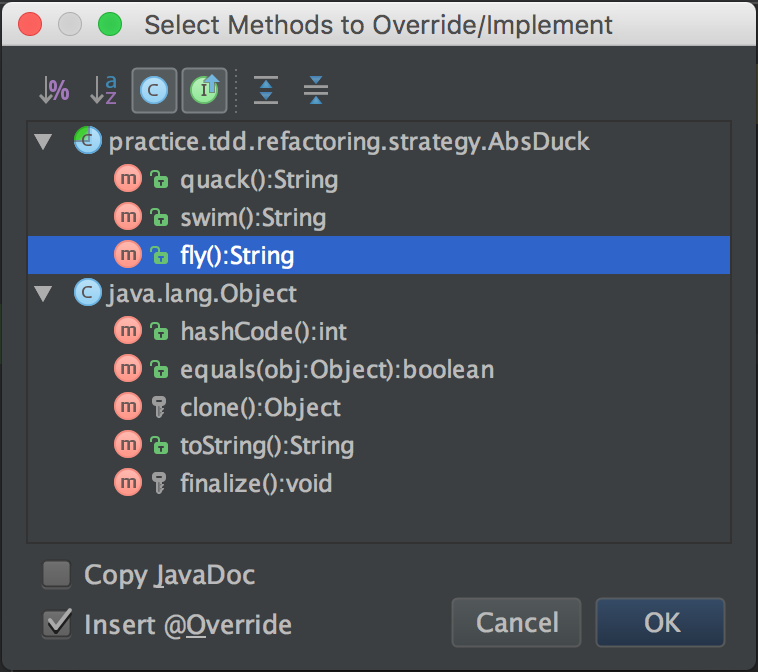 Select Methods to Override/Implement
% a z C I
C practice.tdd.refactoring.strategy.AbsDuck
m quack():String
m swim():String
m fly():String
C java.lang.Object
m hashCode():int
m equals(obj:Object):boolean
m clone():Object
m toString():String
m finalize():void
Copy JavaDoc
Insert @Override
Cancel OK